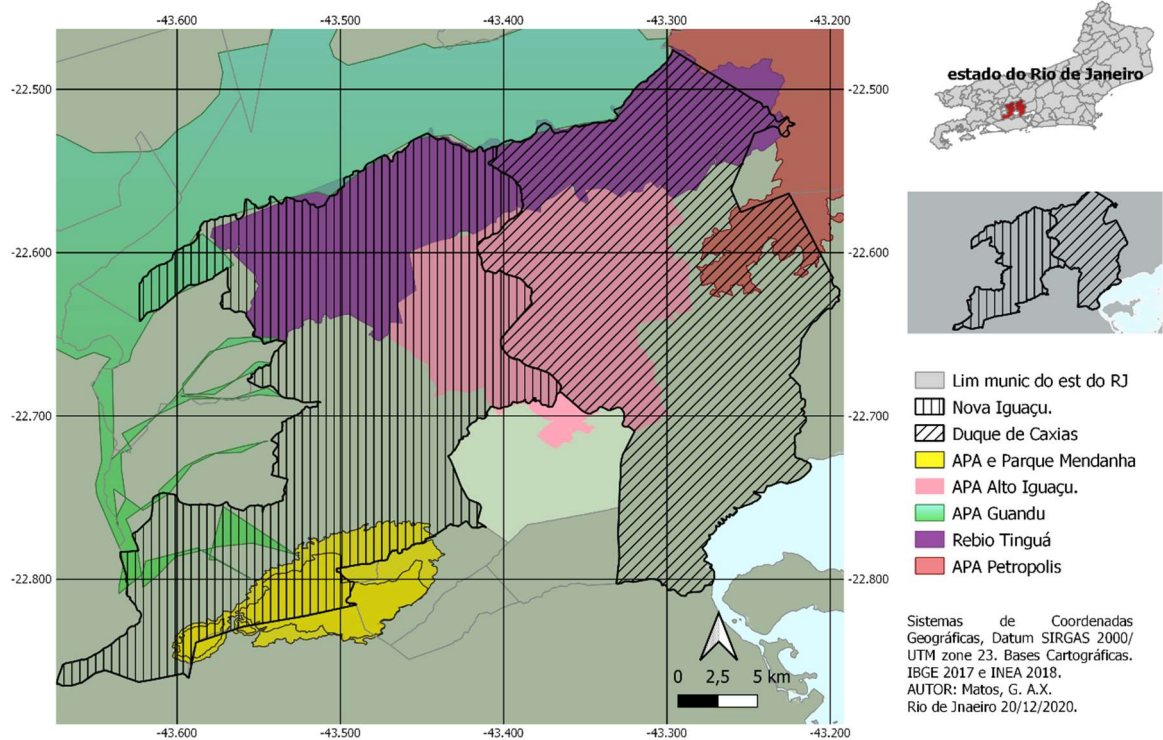 -43.600 -43.500 -43.400 -43.300 -43.200
-22.500 -22.500
-22.600 -22.600
-22.700 -22.700
-22.800 -22.800
0 2,5 5 km
-43.600 -43.500 -43.400 -43.300 -43.200
estado do Rio de Janeiro
Lim munic do est do RJ
Nova Iguaçu.
Duque de Caxias
APA e Parque Mendanha
APA Alto Iguaçu.
APA Guandu
Rebio Tinguá
APA Petropolis
Sistemas de Coordenadas
Geográficas, Datum SIRGAS 2000/
UTM zone 23. Bases Cartográficas.
IBGE 2017 e INEA 2018.
AUTOR: Matos, G. A.X.
Rio de Jnaeiro 20/12/2020.